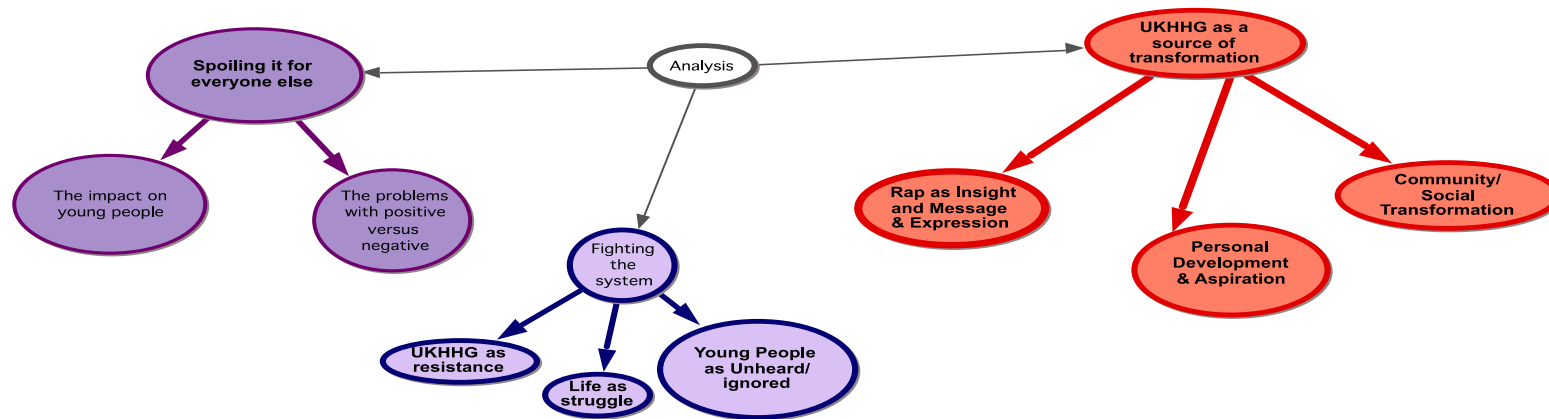 UKHHG as a
source of
transformation
Analysis
Spoiling it for
everyone else
The impact on
young people
The problems
with positive
versus
negative
Rap as Insight
and Message
& Expression
Community/
Social
Transformation
Personal
Development
& Aspiration
Fighting
the
system
UKHHG as
resistance
Life as
struggle
Young People
as Unheard/
ignored